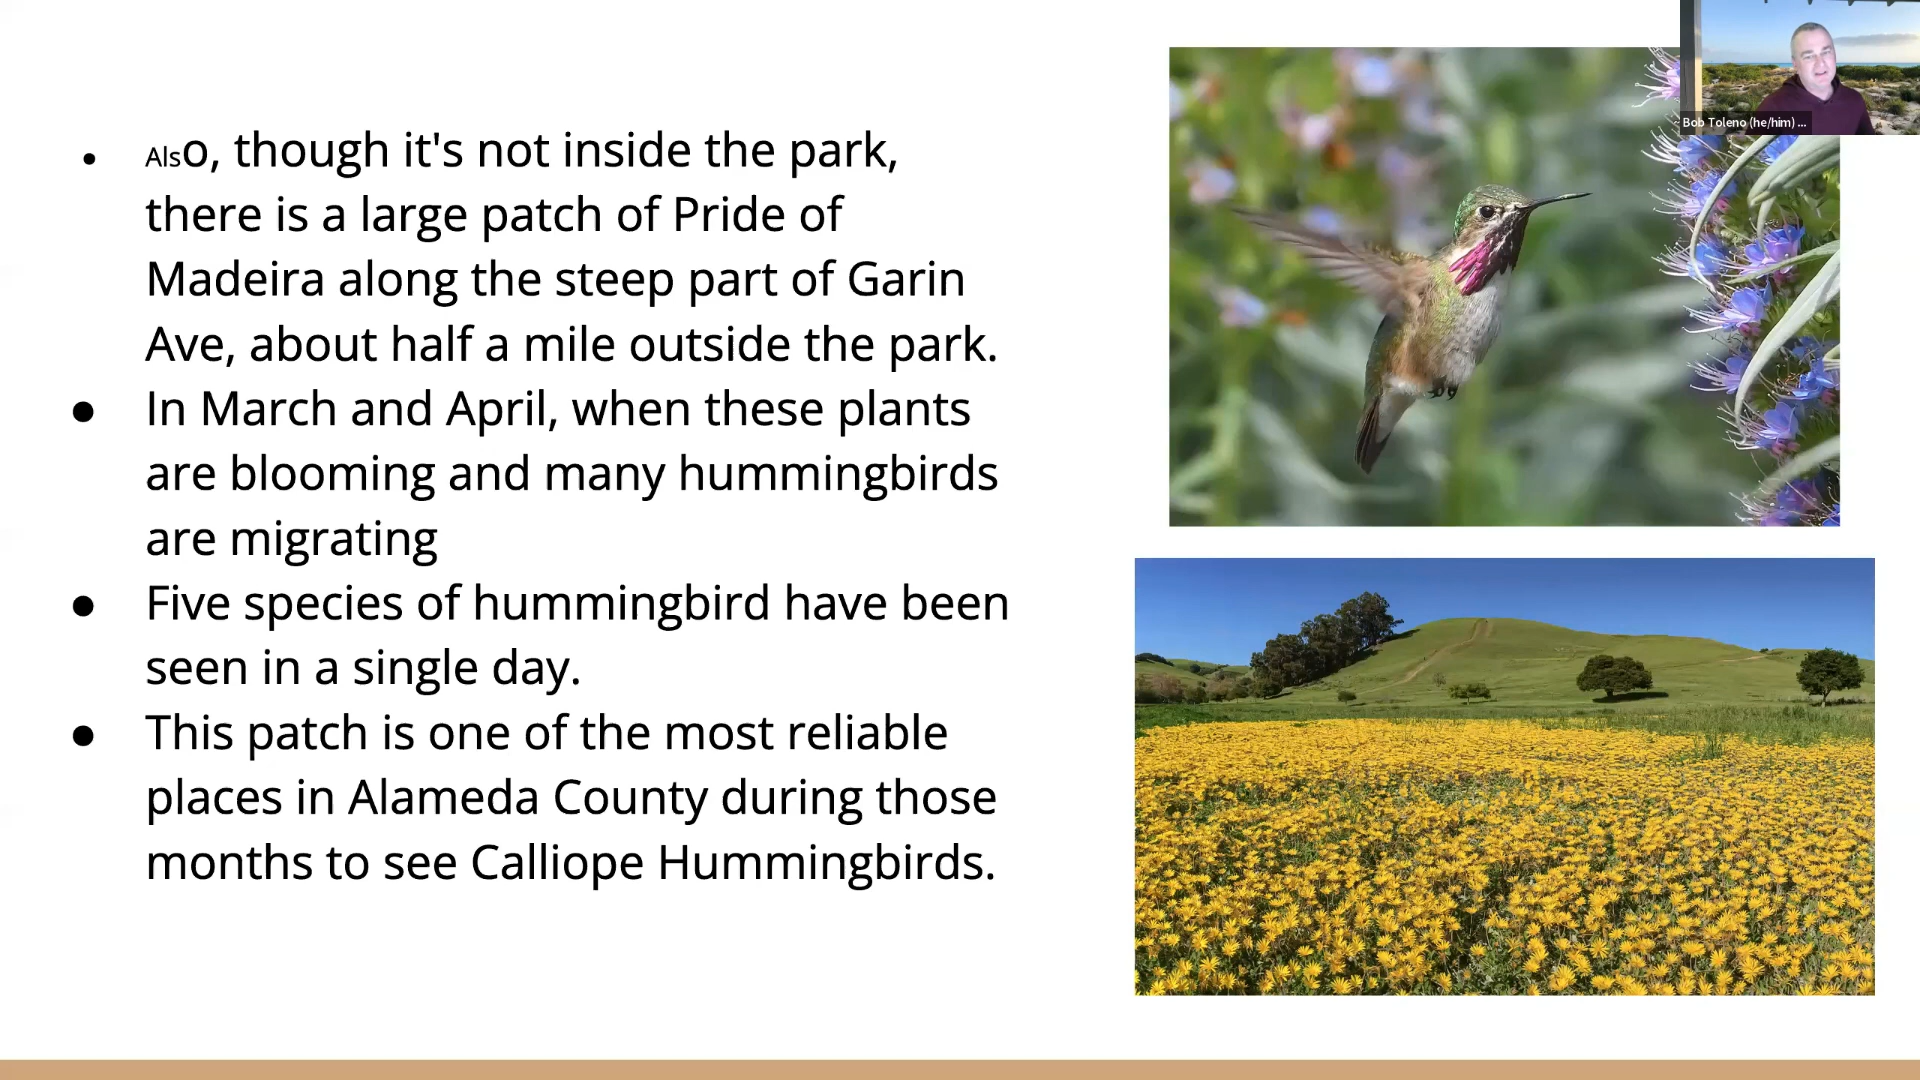 Also, though it's not inside the park,
there is a large patch of Pride of
Madeira along the steep part of Garin
Ave, about half a mile outside the park.
In March and April, when these plants
are blooming and many hummingbirds
are migrating
Five species of hummingbird have been
seen in a single day.
This patch is one of the most reliable
places in Alameda County during those
months to see Calliope Hummingbirds.
Bob Toleno (he/him) ...